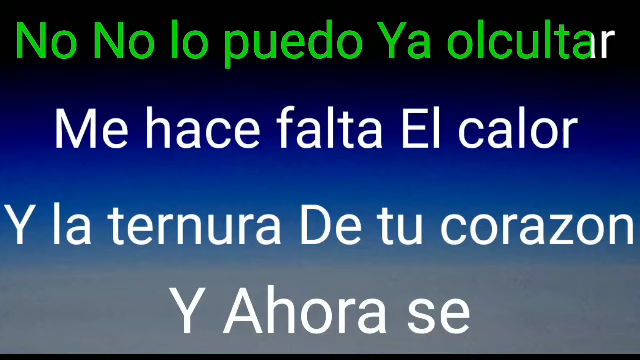 No No lo puedo Ya olcultar
Me hace falta El calor
Y la ternura De tu corazon
Y Ahora se